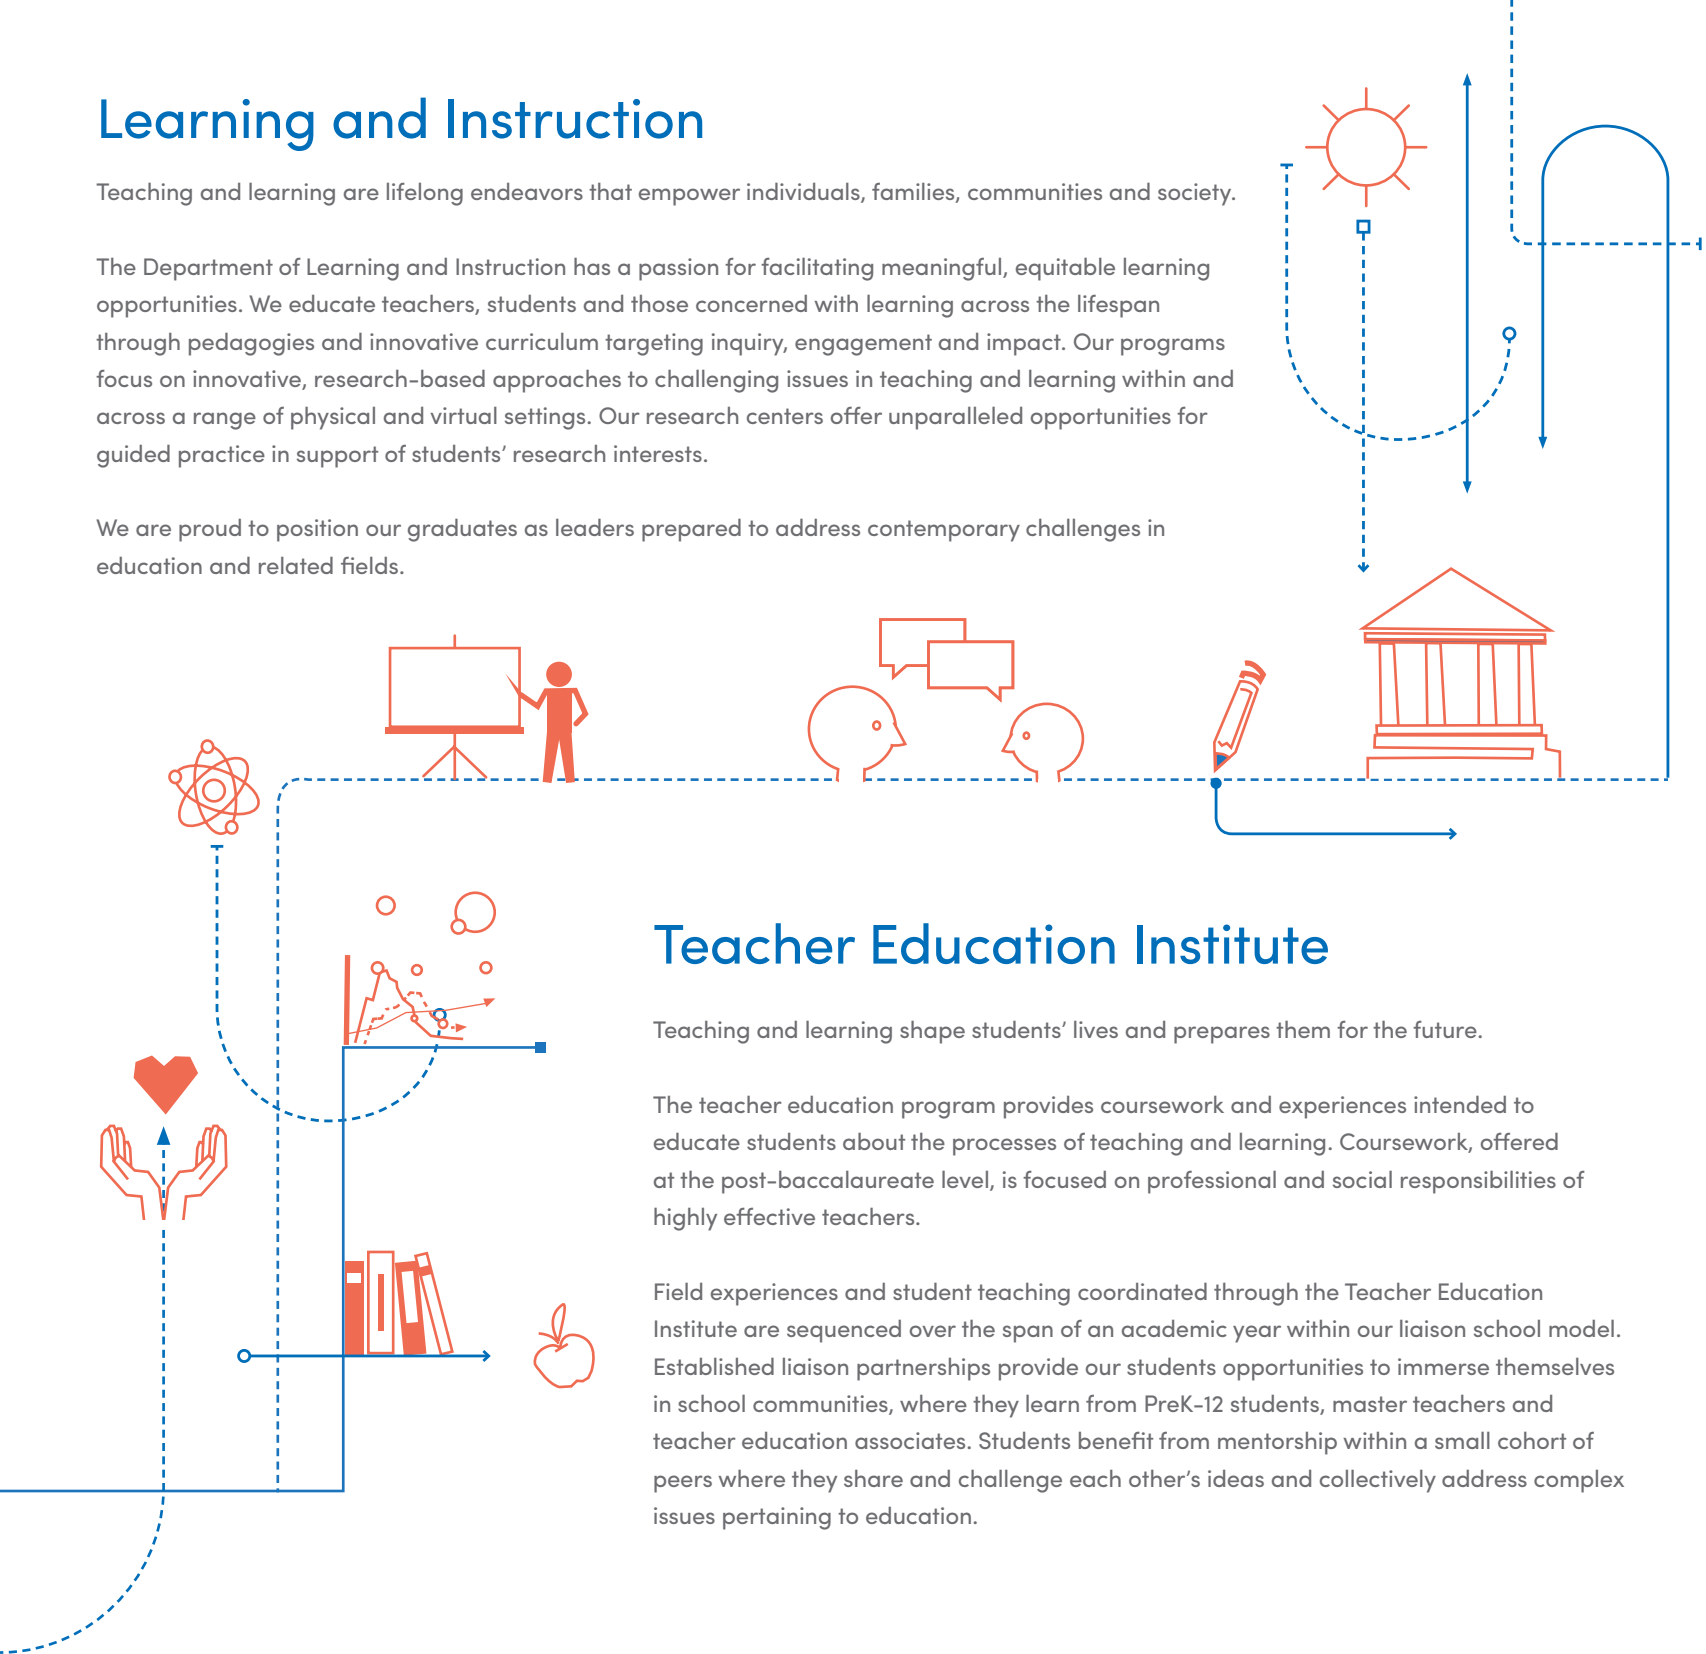 Learning and Instruction
Teaching and learning are lifelong endeavors that empower individuals, families, communities and society.
The Department of Learning and Instruction has a passion for facilitating meaningful, equitable learning
opportunities. We educate teachers, students and those concerned with learning across the lifespan
through pedagogies and innovative curriculum targeting inquiry, engagement and impact. Our programs
focus on innovative, research-based approaches to challenging issues in teaching and learning within and
across a range of physical and virtual settings. Our research centers offer unparalleled opportunities for
guided practice in support of students’ research interests.
We are proud to position our graduates as leaders prepared to address contemporary challenges in
education and related fields.
Teacher Education Institute
Teaching and learning shape students’ lives and prepares them for the future.
The teacher education program provides coursework and experiences intended to
educate students about the processes of teaching and learning. Coursework, offered
at the post-baccalaureate level, is focused on professional and social responsibilities of
highly effective teachers.
Field experiences and student teaching coordinated through the Teacher Education
Institute are sequenced over the span of an academic year within our liaison school model.
Established liaison partnerships provide our students opportunities to immerse themselves
in school communities, where they learn from PreK-12 students, master teachers and
teacher education associates. Students benefit from mentorship within a small cohort of
peers where they share and challenge each other’s ideas and collectively address complex
issues pertaining to education.